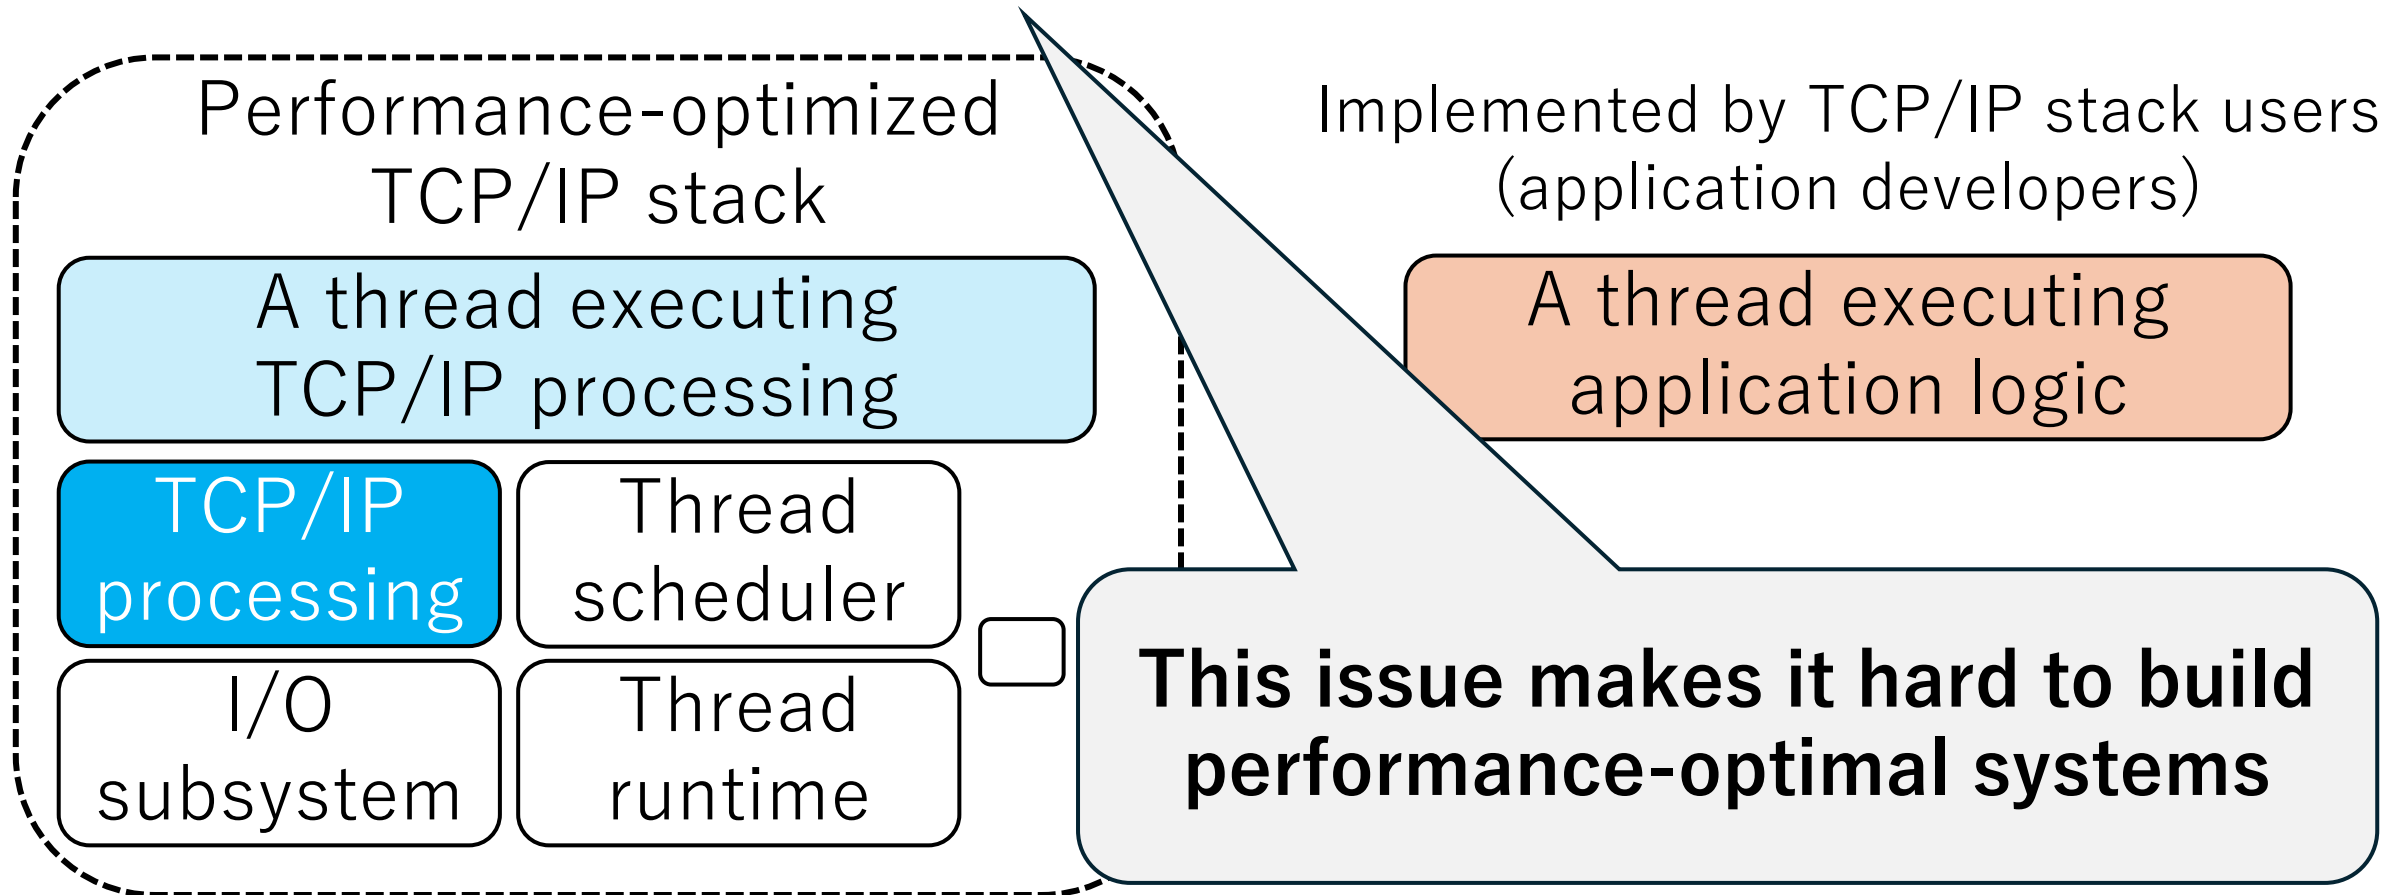 Performance-optimized
TCP/IP stack
A thread executing
TCP/IP processing
TCP/IP
processing
Thread
scheduler
I/O
subsystem
Thread
runtime
Implemented by TCP/IP stack users
(application developers)
A thread executing
application logic
This issue makes it hard to build
performance-optimal systems